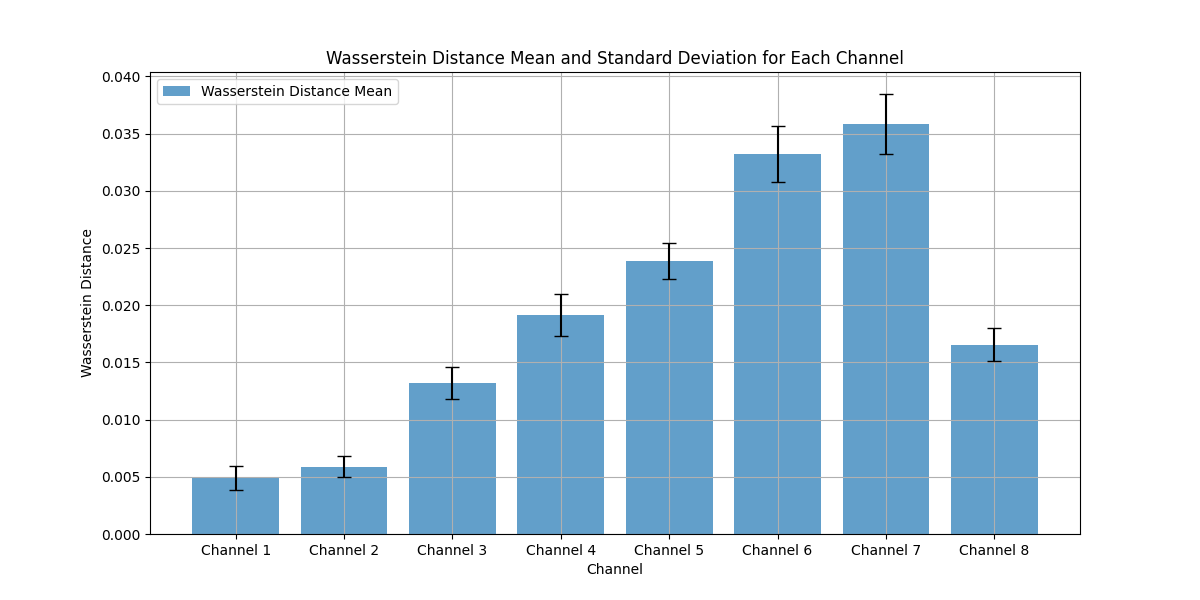 Wasserstein Distance Mean and Standard Deviation for Each Channel
Wasserstein Distance Mean
0.040
0.035
0.030
0.025
0.020
0.015
0.010
0.005
0.000
Wasserstein Distance
Channel 1 Channel 2 Channel 3 Channel 4 Channel 5 Channel 6 Channel 7 Channel 8
Channel